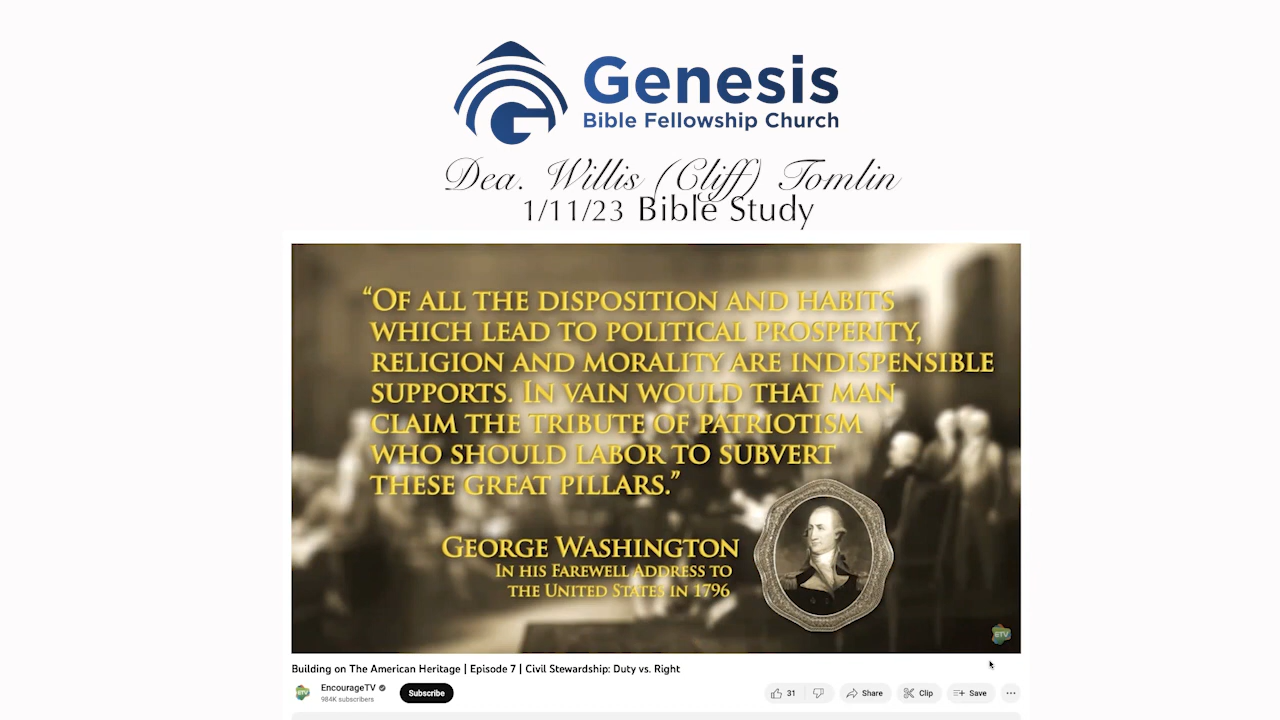 Genesis
Bible Fellowship Church
Dea. Willis (Cliff) Tomlin
1/11/23 Bible Study
“OF ALL THE DISPOSITION AND HABITS
WHICH LEAD TO POLITICAL PROSPERITY,
RELIGION AND MORALITY ARE INDISPENSIBLE
SUPPORTS. IN VAIN WOULD THAT MAN
CLAIM THE TRIBUTE OF PATRIOTISM
WHO SHOULD LABOR TO SUBVERT
THESE GREAT PILLARS.”
GEORGE WASHINGTON
IN HIS FAREWELL ADDRESS TO
THE UNITED STATES IN 1796
ETV
Building on The American Heritage | Episode 7 | Civil Stewardship: Duty vs. Right
ETV
EncourageTV
984K subscribers
Subscribe
31
Share
Clip
Save